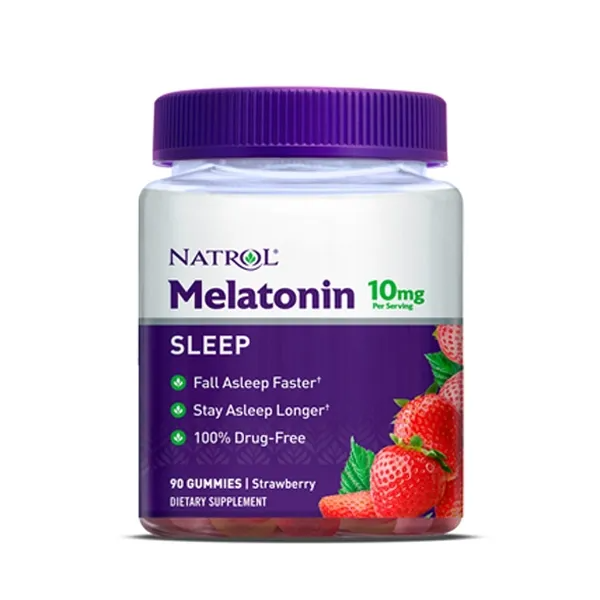 NATROL®
Melatonin 10mg
Per Serving
SLEEP
Fall Asleep Faster†
Stay Asleep Longer†
100% Drug-Free
90 GUMMIES | Strawberry
DIETARY SUPPLEMENT